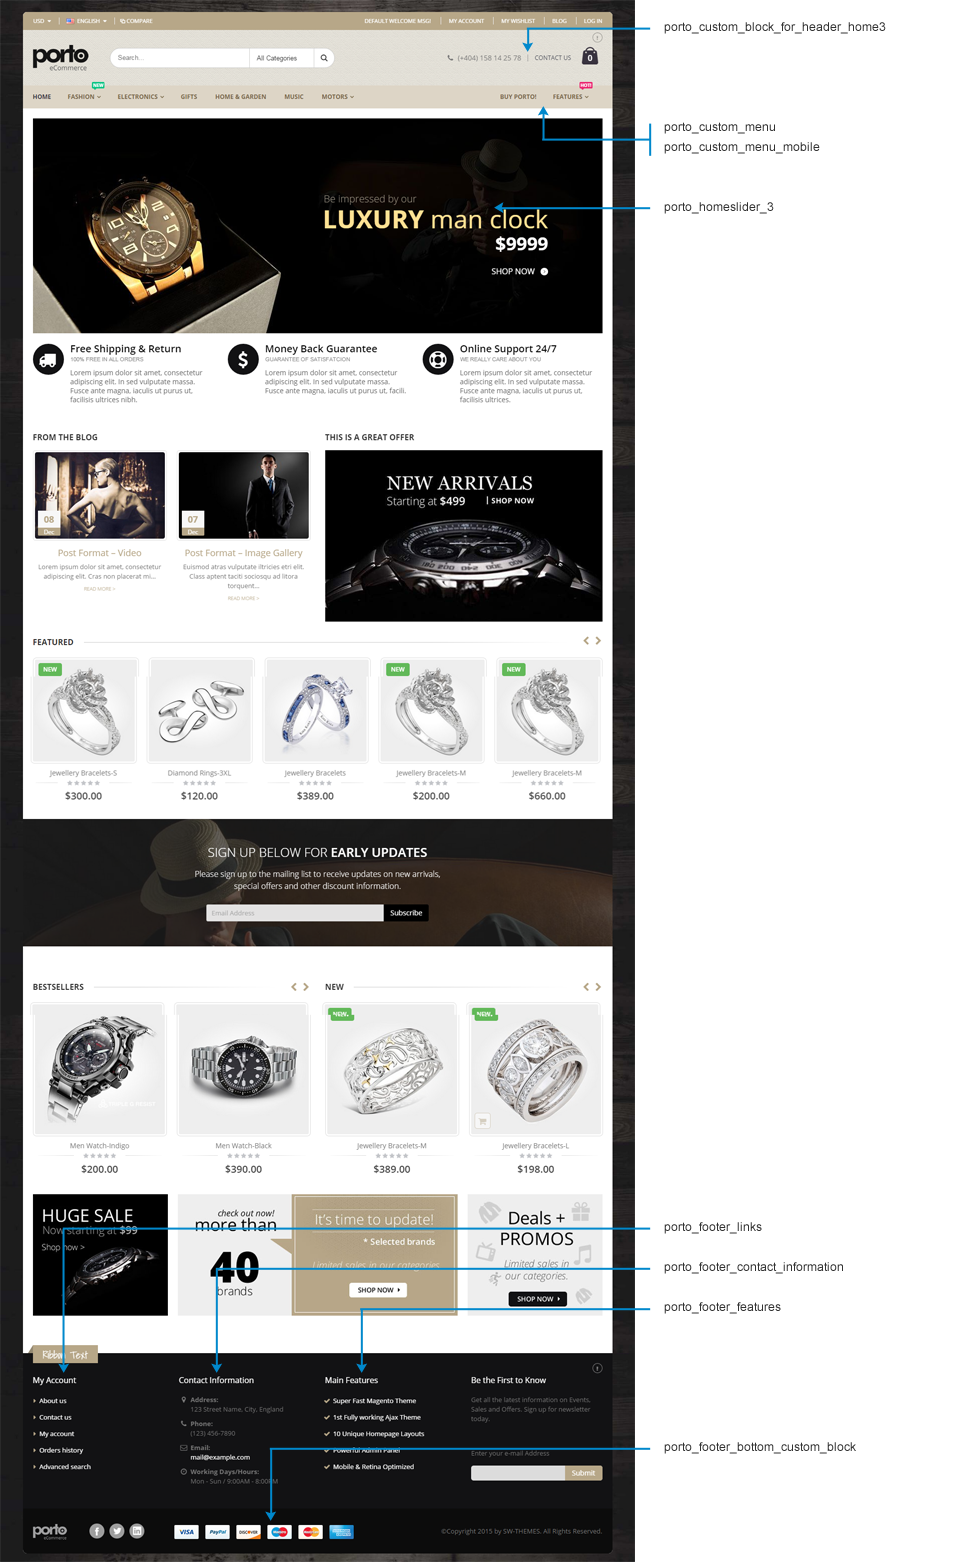 USD ENGLISH COMPARE DEFAULT WELCOME MSG! MY ACCOUNT MY WISHLIST BLOG LOG IN
porto_custom_block_for_header_home3
porto
eCommerce
Search... All Categories
(+404) 158 14 25 78 | CONTACT US 0
NEW HOT!
HOME FASHION ELECTRONICS GIFTS HOME & GARDEN MUSIC MOTORS BUY PORTO! FEATURES
porto_custom_menu
porto_custom_menu_mobile
porto_homeslider_3
Be impressed by our
LUXURY man clock
$9999
SHOP NOW
Free Shipping & Return
100% FREE IN ALL ORDERS
Lorem ipsum dolor sit amet, consectetur
adipiscing elit. In sed vulputate massa.
Fusce ante magna, iaculis ut purus ut,
facilisis ultrices nibh.
Money Back Guarantee
GUARANTEE OF SATISFATCION
Lorem ipsum dolor sit amet, consectetur
adipiscing elit. In sed vulputate massa.
Fusce ante magna, iaculis ut purus ut, facili.
Online Support 24/7
WE REALLY CARE ABOUT YOU
Lorem ipsum dolor sit amet, consectetur
adipiscing elit. In sed vulputate massa.
Fusce ante magna, iaculis ut purus ut,
facilisis ultrices.
FROM THE BLOG
08
Dec
Post Format – Video
Lorem ipsum dolor sit amet, consectetur
adipiscing elit. Cras non placerat mi...
READ MORE >
07
Dec
Post Format – Image Gallery
Euismod atras vulputate iltricies etri elit.
Class aptent taciti sociosqu ad litora
torquent...
READ MORE >
THIS IS A GREAT OFFER
NEW ARRIVALS
Starting at $499 | SHOP NOW
FEATURED
NEW NEW NEW
Jewellery Bracelets-S Diamond Rings-3XL Jewellery Bracelets Jewellery Bracelets-M Jewellery Bracelets-M
$300.00 $120.00 $389.00 $200.00 $660.00
SIGN UP BELOW FOR EARLY UPDATES
Please sign up to the mailing list to receive updates on new arrivals,
special offers and other discount information.
Email Address Subscribe
BESTSELLERS NEW
NEW NEW
Men Watch-Indigo Men Watch-Black Jewellery Bracelets-M Jewellery Bracelets-L
$200.00 $390.00 $389.00 $198.00
HUGE SALE
Now starting at $99
Shop now >
check out now!
more than
40
brands
It's time to update!
* Selected brands
Limited sales in our categories
SHOP NOW
Deals +
PROMOS
Limited sales in
our categories.
SHOP NOW
porto_footer_links
porto_footer_contact_information
porto_footer_features
Ribbon Text
My Account
About us
Contact us
My account
Orders history
Advanced search
Contact Information
Address:
123 Street Name, City, England
Phone:
(123) 456-7890
Email:
mail@example.com
Working Days/Hours:
Mon - Sun / 9:00AM - 8:00PM
Main Features
Super Fast Magento Theme
1st Fully working Ajax Theme
10 Unique Homepage Layouts
Powerful Admin Panel
Mobile & Retina Optimized
Be the First to Know
Get all the latest information on Events,
Sales and Offers. Sign up for newsletter
today.
Enter your e-mail Address
Submit
porto_footer_bottom_custom_block
porto
eCommerce
VISA PayPal DISCOVER
©Copyright 2015 by SW-THEMES. All Rights Reserved.